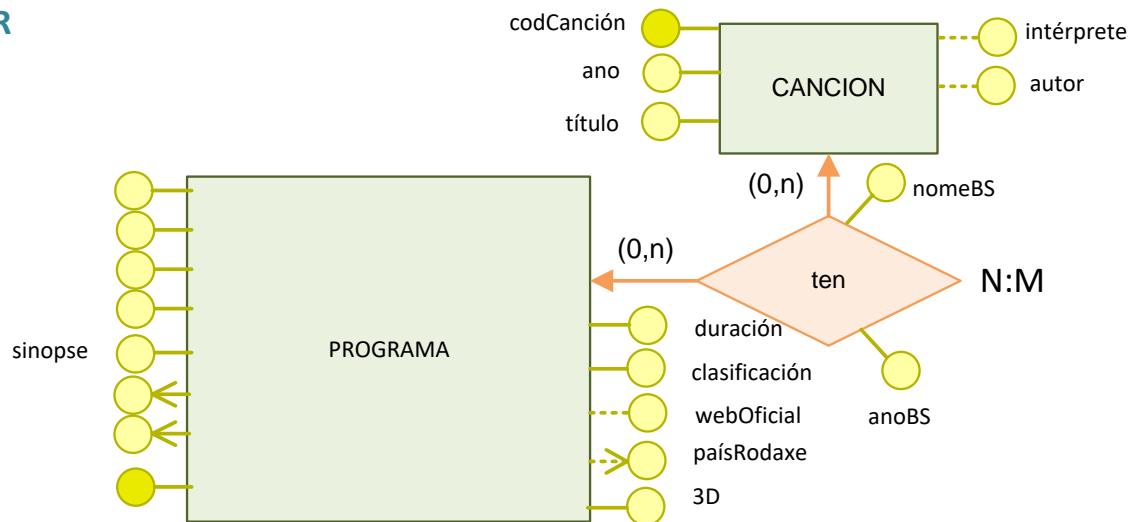 R
codCanción
ano
título
CANCION
intérprete
autor
(0,n)
nomeBS
(0,n)
ten
N:M
anoBS
sinopse
PROGRAMA
duración
clasificación
webOficial
paísRodaxe
3D